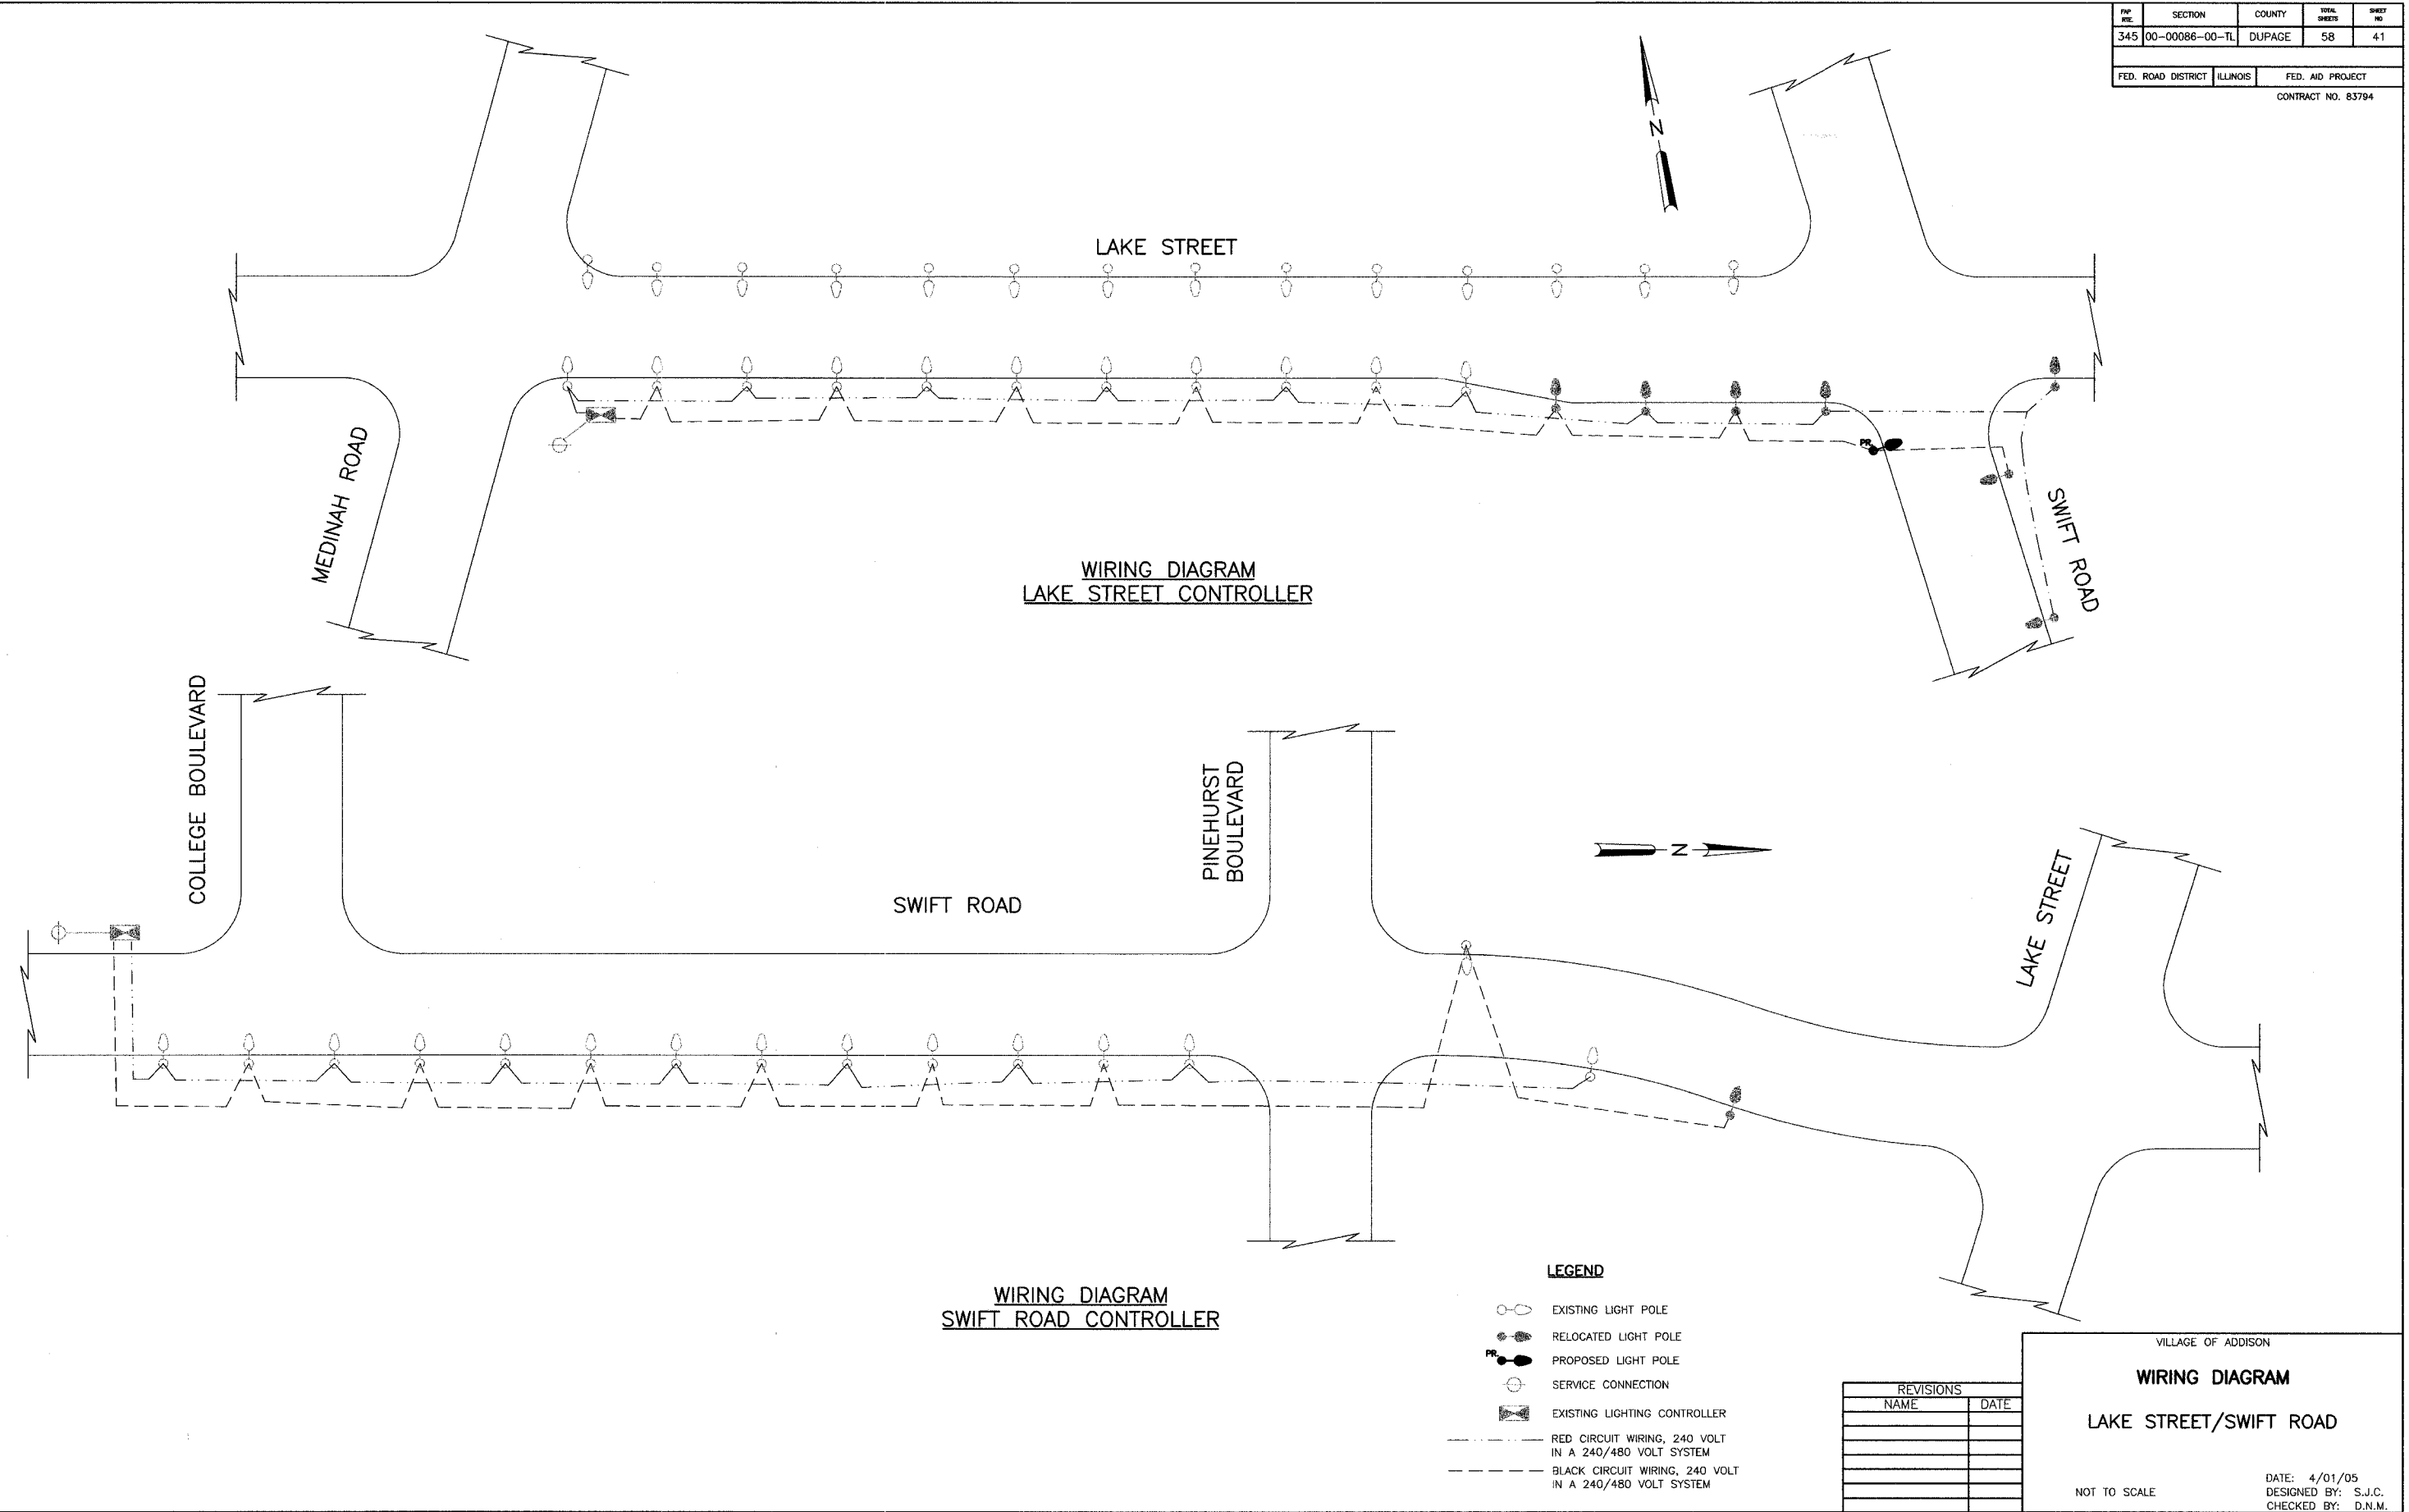 FAP RTE. SECTION COUNTY TOTAL SHEETS SHEET NO
345 00-00086-00-TL DUPAGE 58 41
FED. ROAD DISTRICT ILLINOIS FED. AID PROJECT
CONTRACT NO. 83794
N
LAKE STREET
MEDINAH ROAD
PR.
SWIFT ROAD
WIRING DIAGRAM
LAKE STREET CONTROLLER
COLLEGE BOULEVARD
PINEHURST
BOULEVARD
N
SWIFT ROAD
LAKE STREET
WIRING DIAGRAM
SWIFT ROAD CONTROLLER
LEGEND
EXISTING LIGHT POLE
RELOCATED LIGHT POLE
PR. PROPOSED LIGHT POLE
SERVICE CONNECTION
EXISTING LIGHTING CONTROLLER
RED CIRCUIT WIRING, 240 VOLT
IN A 240/480 VOLT SYSTEM
BLACK CIRCUIT WIRING, 240 VOLT
IN A 240/480 VOLT SYSTEM
REVISIONS
NAME DATE
VILLAGE OF ADDISON
WIRING DIAGRAM
LAKE STREET/SWIFT ROAD
NOT TO SCALE
DATE: 4/01/05
DESIGNED BY: S.J.C.
CHECKED BY: D.N.M.